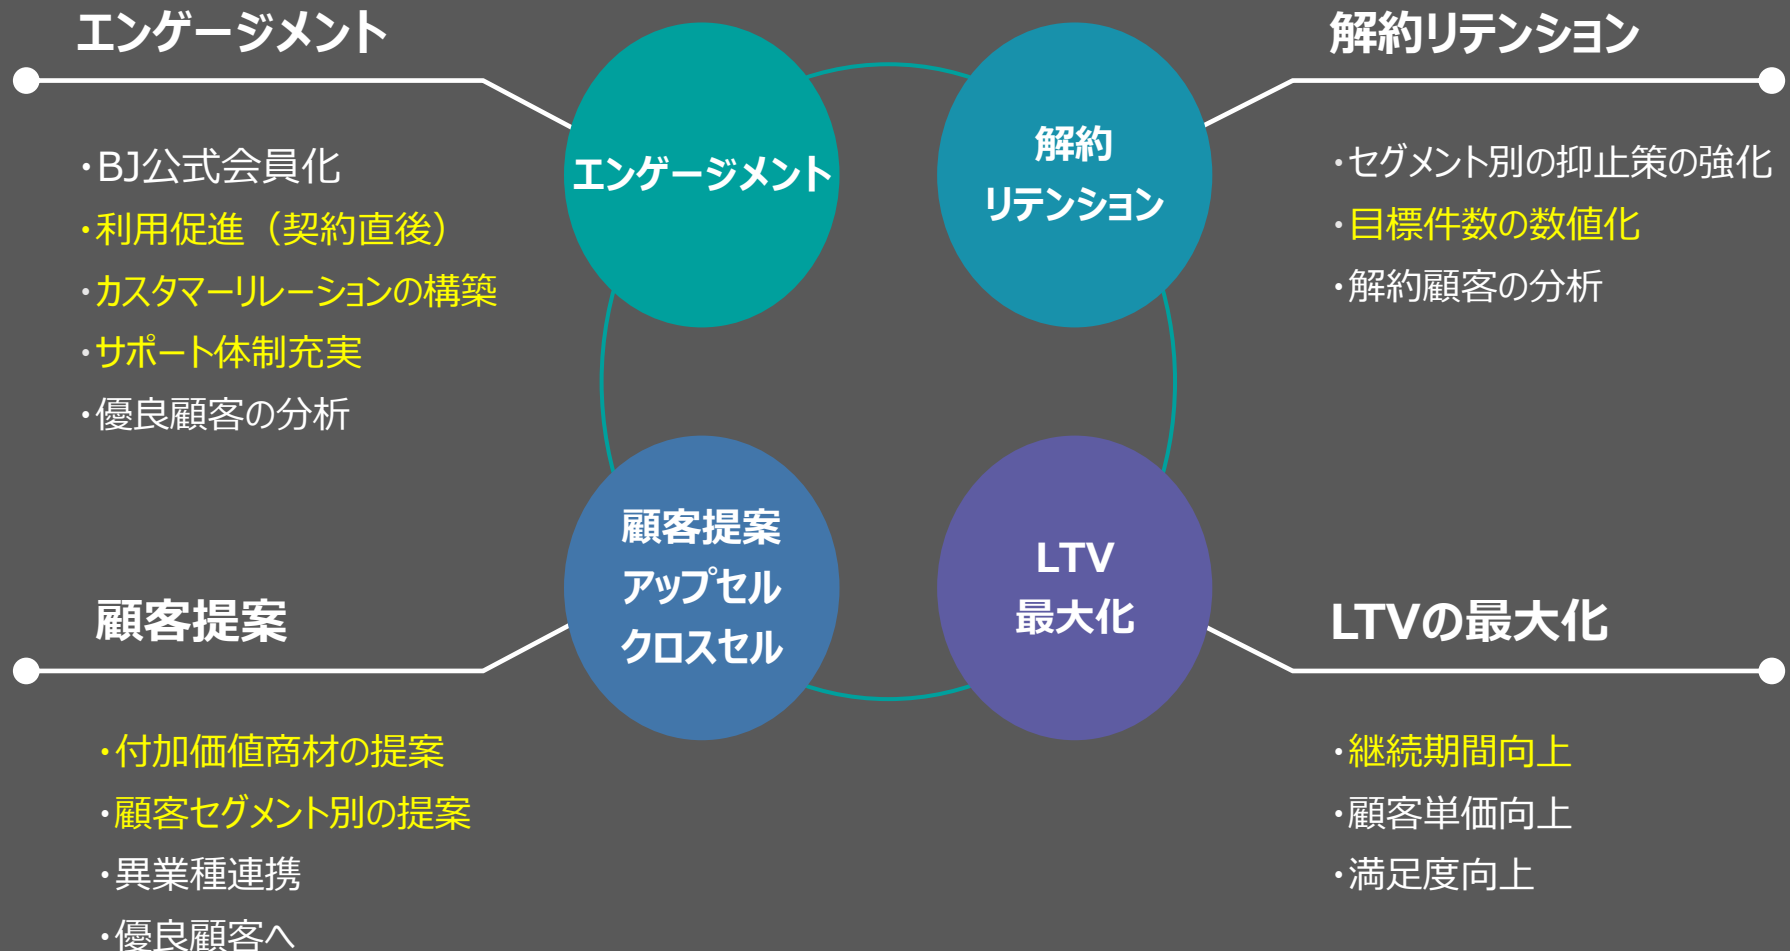 エンゲージメント
・BJ公式会員化
・利用促進（契約直後）
・カスタマーリレーションの構築
・サポート体制充実
・優良顧客の分析
エンゲージメント
解約
リテンション
解約リテンション
・セグメント別の抑止策の強化
・目標件数の数値化
・解約顧客の分析
顧客提案
・付加価値商材の提案
・顧客セグメント別の提案
・異業種連携
・優良顧客へ
顧客提案
アップセル
クロスセル
LTV
最大化
LTVの最大化
・継続期間向上
・顧客単価向上
・満足度向上